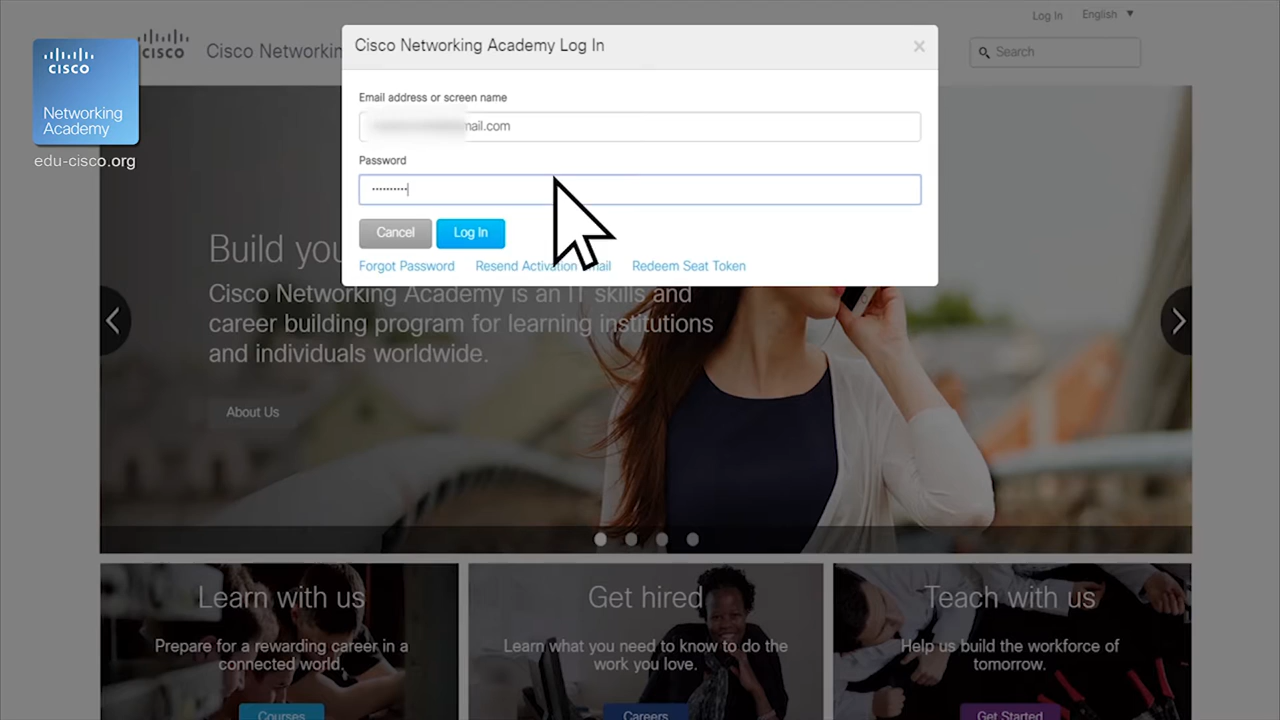 Log In
English
CISCO
Networking
Academy
edu-cisco.org
CISCO
Cisco Networkin
Search
Cisco Networking Academy Log In
Email address or screen name
mail.com
Password
Cancel
Log In
Forgot Password
Resend Activation
mail
Redeem Seat Token
Build you
Cisco Networking Academy is an IT skills and
career building program for learning institutions
and individuals worldwide.
About Us
Learn with us
Prepare for a rewarding career in a
connected world.
Courses
Get hired
Learn what you need to know to do the
work you love.
Careers
Teach with us
Help us build the workforce of
tomorrow.
Get Started